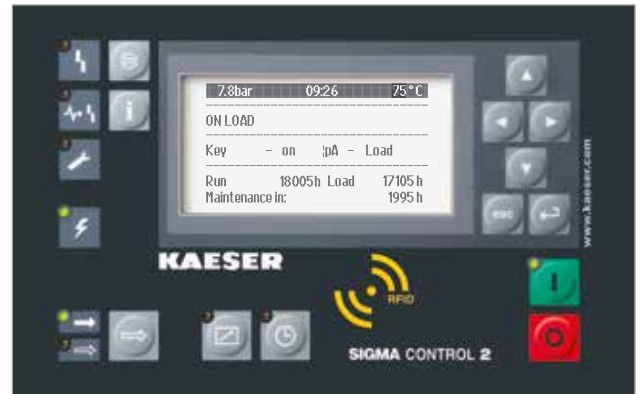 7.8bar 09:26 75°C
ON LOAD
Key - on ¦pA - Load
Run 18005h Load 17105h
Maintenance in: 1995h
esc
www.kaeser.com
KAESER
RFID
I
O
SIGMA CONTROL 2